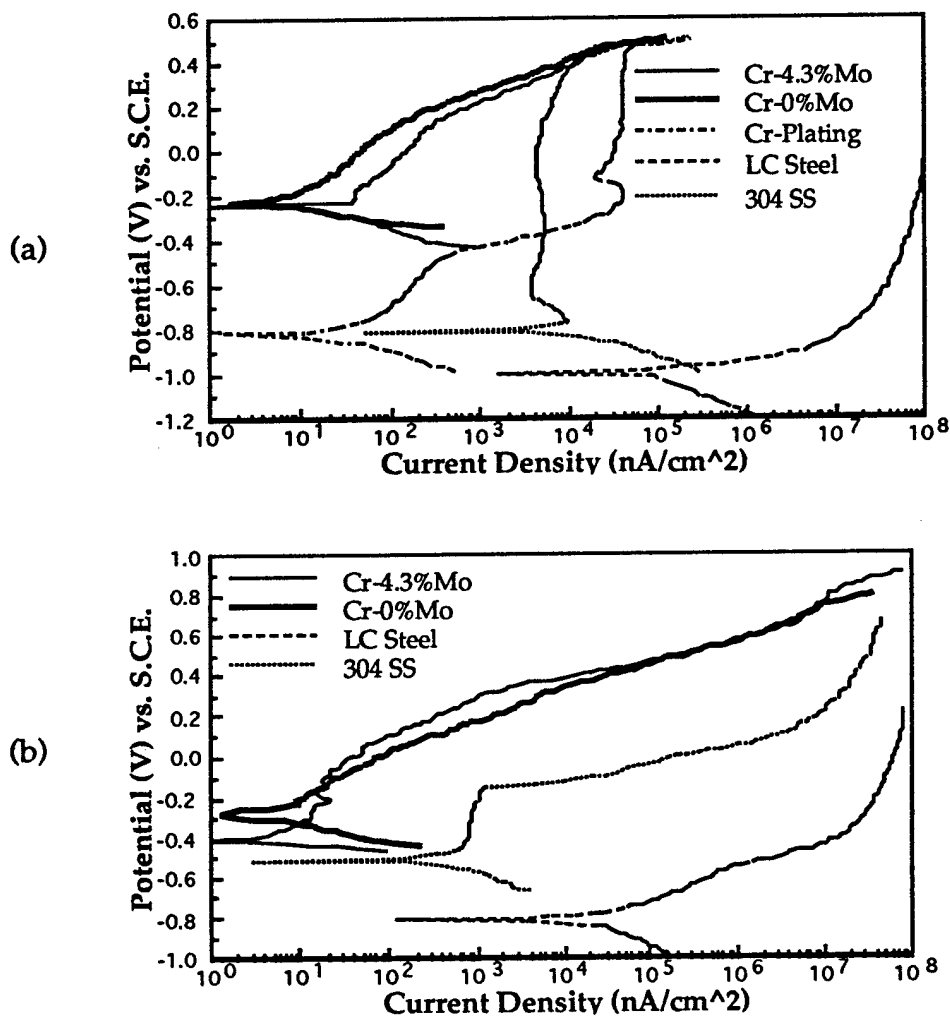 (a)
Potential (V) vs. S.C.E.
0.6
0.4
0.2
0.0
-0.2
-0.4
-0.6
-0.8
-1.0
-1.2
Cr-4.3%Mo
Cr-0%Mo
Cr-Plating
LC Steel
304 SS
10^0 10^1 10^2 10^3 10^4 10^5 10^6 10^7 10^8
Current Density (nA/cm^2)
(b)
Potential (V) vs. S.C.E.
1.0
0.8
0.6
0.4
0.2
0.0
-0.2
-0.4
-0.6
-0.8
-1.0
Cr-4.3%Mo
Cr-0%Mo
LC Steel
304 SS
10^0 10^1 10^2 10^3 10^4 10^5 10^6 10^7 10^8
Current Density (nA/cm^2)